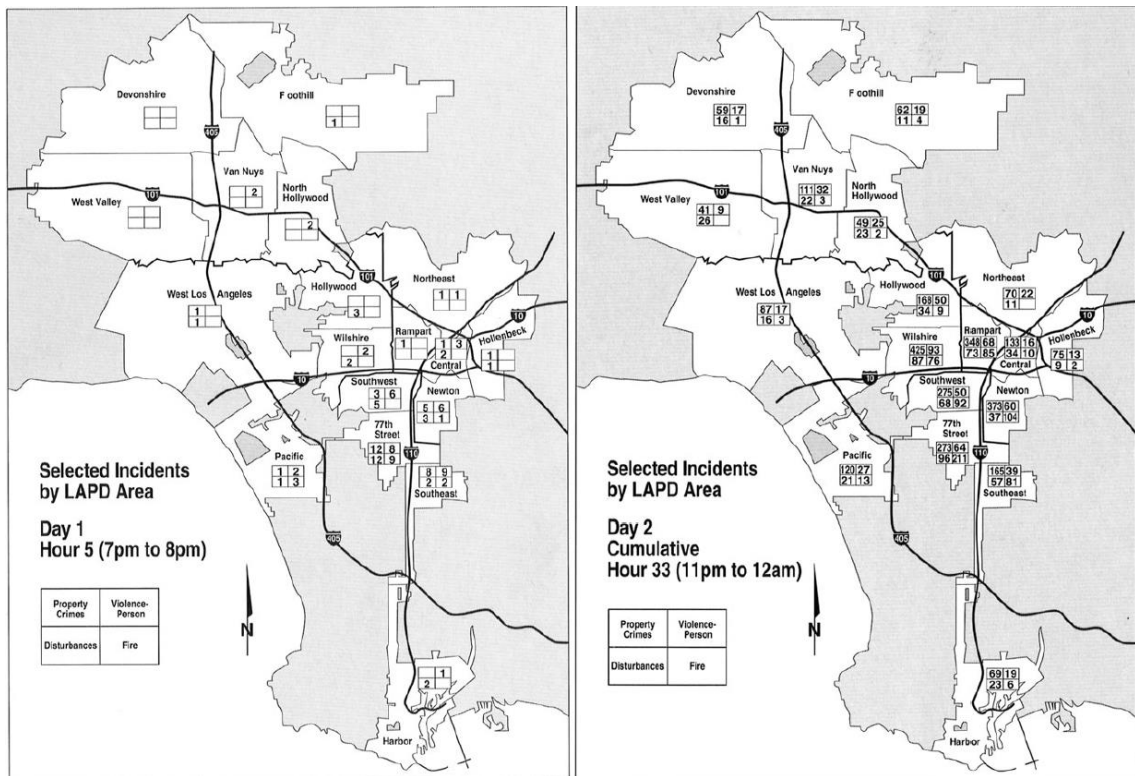 Devonshire
F oothill
1
405
Van Nuys
2
North
Hollywood
2
101
West Valley
101
Hollywood
3
Northeast
1 1
West Los Angeles
1
1
Wilshire
2
2
Rampart
1
1 3
2
Central
Hollenbeck
1
1
10
10
Southwest
3 6
5
Newton
5 6
3 1
77th
Street
12 8
12 9
110
Pacific
1 2
1 3
8 9
2 2
Southeast
405
Selected Incidents
by LAPD Area
Day 1
Hour 5 (7pm to 8pm)
Property Crimes
Violence-Person
Disturbances
Fire
N
1
2
Harbor
Devonshire
59 17
16 1
F oothill
62 19
11 4
405
Van Nuys
111 32
22 3
North
Hollywood
49 25
23 2
101
West Valley
41 9
26
101
Hollywood
168 50
34 9
Northeast
70 22
11
West Los Angeles
87 17
16 3
Wilshire
425 93
87 76
Rampart
348 68
73 85
133 16
34 10
Central
Hollenbeck
75 13
9 2
10
10
Southwest
275 50
68 92
Newton
373 60
37 104
77th
Street
273 64
96 211
110
Pacific
120 27
21 13
165 39
57 81
Southeast
405
Selected Incidents
by LAPD Area
Day 2
Cumulative
Hour 33 (11pm to 12am)
Property Crimes
Violence-Person
Disturbances
Fire
N
69 19
23 6
Harbor